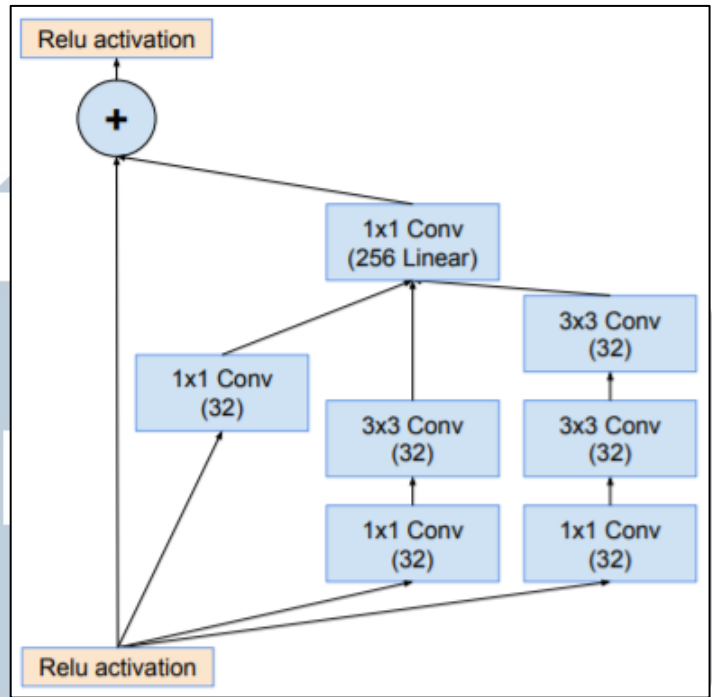 Relu activation
+
1x1 Conv
(256 Linear)
3x3 Conv
(32)
1x1 Conv
(32)
3x3 Conv
(32)
3x3 Conv
(32)
1x1 Conv
(32)
1x1 Conv
(32)
Relu activation